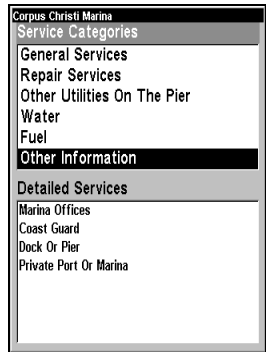 Corpus Christi Marina
Service Categories
General Services
Repair Services
Other Utilities On The Pier
Water
Fuel
Other Information
Detailed Services
Marina Offices
Coast Guard
Dock Or Pier
Private Port Or Marina